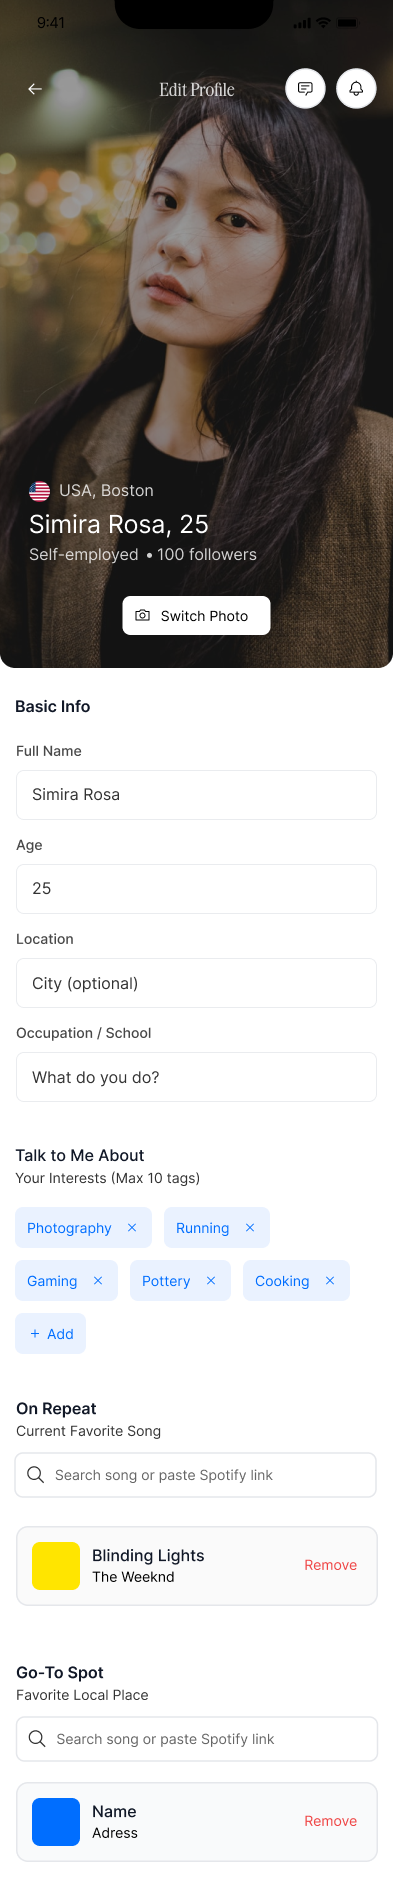 9:41
Edit Profile
USA, Boston
Simira Rosa, 25
Self-employed • 100 followers
Switch Photo
Basic Info
Full Name
Simira Rosa
Age
25
Location
City (optional)
Occupation / School
What do you do?
Talk to Me About
Your Interests (Max 10 tags)
Photography × Running ×
Gaming × Pottery × Cooking ×
+ Add
On Repeat
Current Favorite Song
Search song or paste Spotify link
Blinding Lights
The Weeknd
Remove
Go-To Spot
Favorite Local Place
Search song or paste Spotify link
Name
Adress
Remove